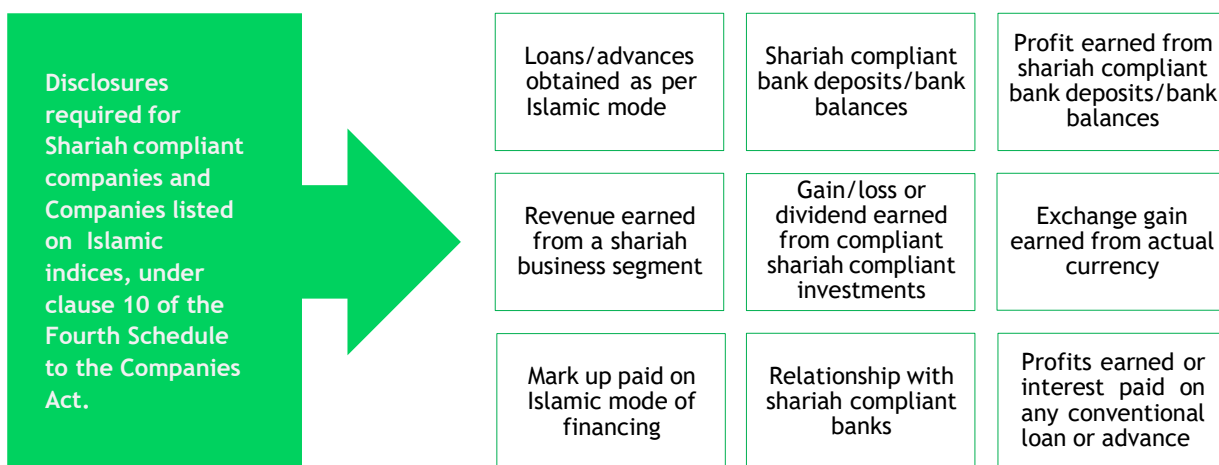 Disclosures
required for
Shariah compliant
companies and
Companies listed
on Islamic
indices, under
clause 10 of the
Fourth Schedule
to the Companies
Act.
Loans/advances
obtained as per
Islamic mode
Shariah compliant
bank deposits/bank
balances
Profit earned from
shariah compliant
bank deposits/bank
balances
Revenue earned
from a shariah
business segment
Gain/loss or
dividend earned
from compliant
shariah compliant
investments
Exchange gain
earned from actual
currency
Mark up paid on
Islamic mode of
financing
Relationship with
shariah compliant
banks
Profits earned or
interest paid on
any conventional
loan or advance